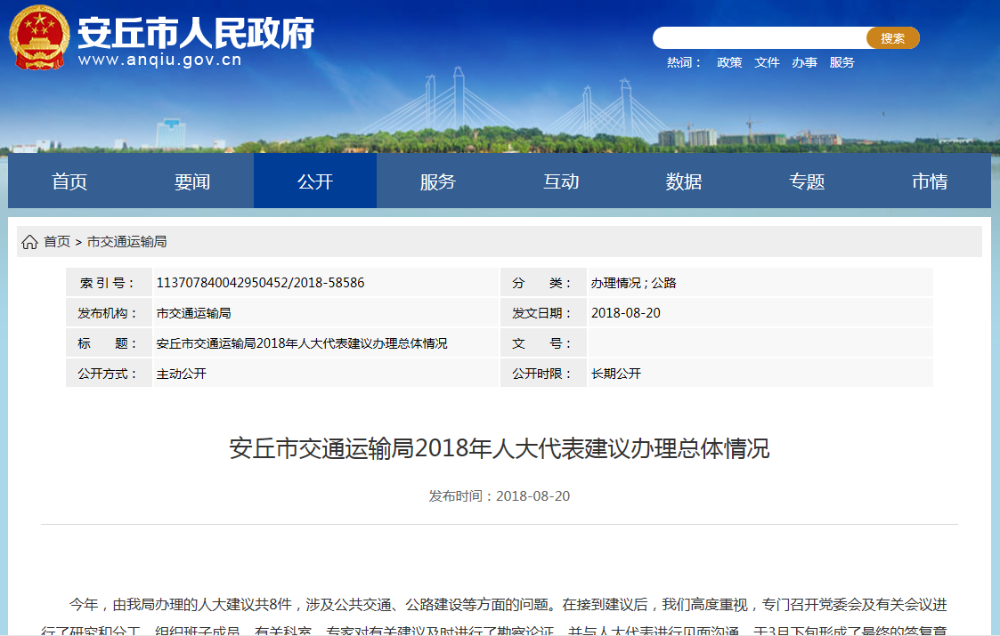 安丘市人民政府
www.anqiu.gov.cn
搜索
热词： 政策 文件 办事 服务
首页 要闻 公开 服务 互动 数据 专题 市情
首页 > 市交通运输局
索 引 号： 113707840042950452/2018-58586 分 类： 办理情况 ; 公路
发布机构： 市交通运输局 发文日期： 2018-08-20
标 题： 安丘市交通运输局2018年人大代表建议办理总体情况 文 号：
公开方式： 主动公开 公开时限： 长期公开
安丘市交通运输局2018年人大代表建议办理总体情况
发布时间：2018-08-20
今年，由我局办理的人大建议共8件，涉及公共交通、公路建设等方面的问题。在接到建议后，我们高度重视，专门召开党委会及有关会议进
行了研究和分工，组织班子成员、有关科室、专家对有关建议及时进行了勘察论证，并与人大代表进行见面沟通，于3月下旬形成了最终的答复意